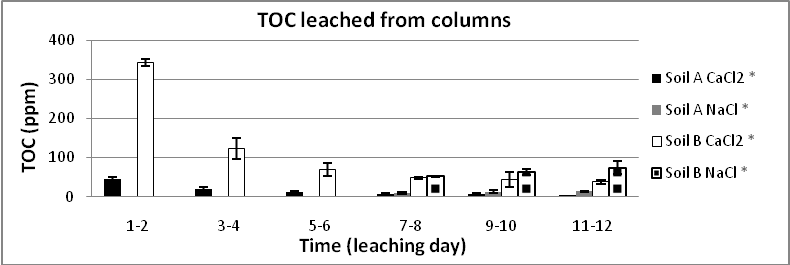 TOC leached from columns
TOC (ppm)
400
300
200
100
0
1-2 3-4 5-6 7-8 9-10 11-12
Time (leaching day)
Soil A CaCl2 *
Soil A NaCl *
Soil B CaCl2 *
Soil B NaCl *